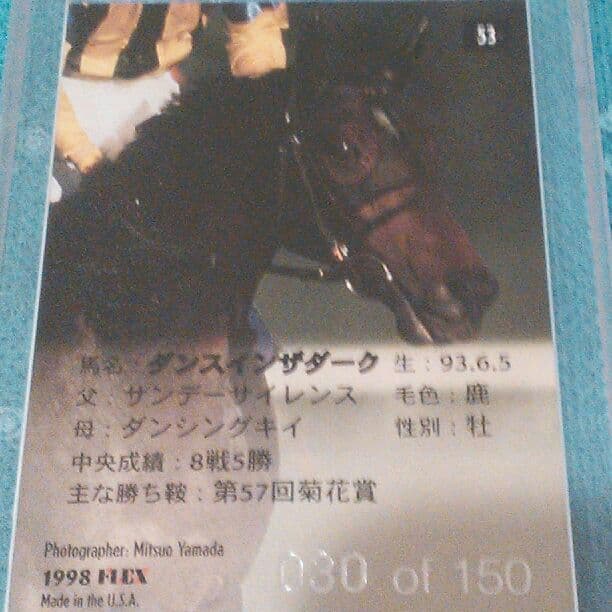 53
馬名：ダンスインザダーク 生：93.6.5
父：サンデーサイレンス 毛色：鹿
母：ダンシングキイ 性別：牡
中央成績：8戦5勝
主な勝ち鞍：第57回菊花賞
Photographer: Mitsuo Yamada
1998 FLEX
Made in the U.S.A.
030 of 150